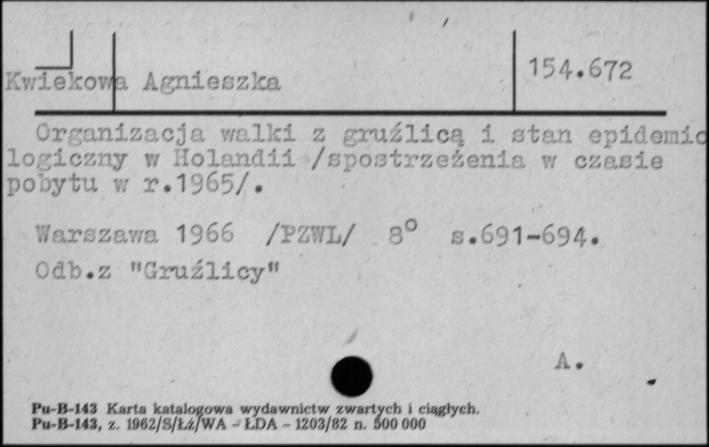 Kwiekowa Agnieszka
154.672
Organizacja walki z gruźlicą i stan epidemio
logiczny w Holandii /spostrzeżenia w czasie
pobytu w r.1965/.
Warszawa 1966 /PZWL/ 8° s.691-694.
Odb.z "Gruźlicy"
A.
Pu-B-143 Karta katalogowa wydawnictw zwartych i ciągłych.
Pu-B-143, z. 1962/S/Łź/WA - ŁDA - 1203/82 n. 500 000